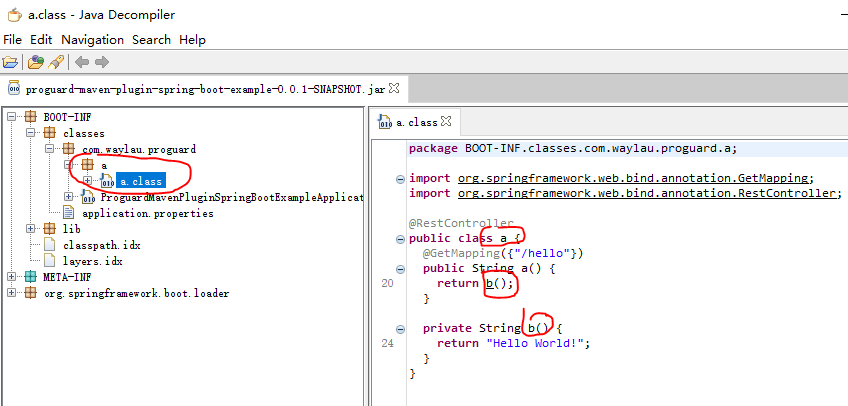 a.class - Java Decompiler
File Edit Navigation Search Help
proguard-maven-plugin-spring-boot-example-0.0.1-SNAPSHOT.jar
BOOT-INF
classes
com.waylau.proguard
a
a.class
ProguardMavenPluginSpringBootExampleApplicat
application.properties
lib
classpath.idx
layers.idx
META-INF
org.springframework.boot.loader
a.class
package BOOT-INF.classes.com.waylau.proguard.a;
import org.springframework.web.bind.annotation.GetMapping;
import org.springframework.web.bind.annotation.RestController;
@RestController
public class a {
@GetMapping({"/hello"})
public String a() {
20 return b();
}
private String b() {
24 return "Hello World!";
}
}